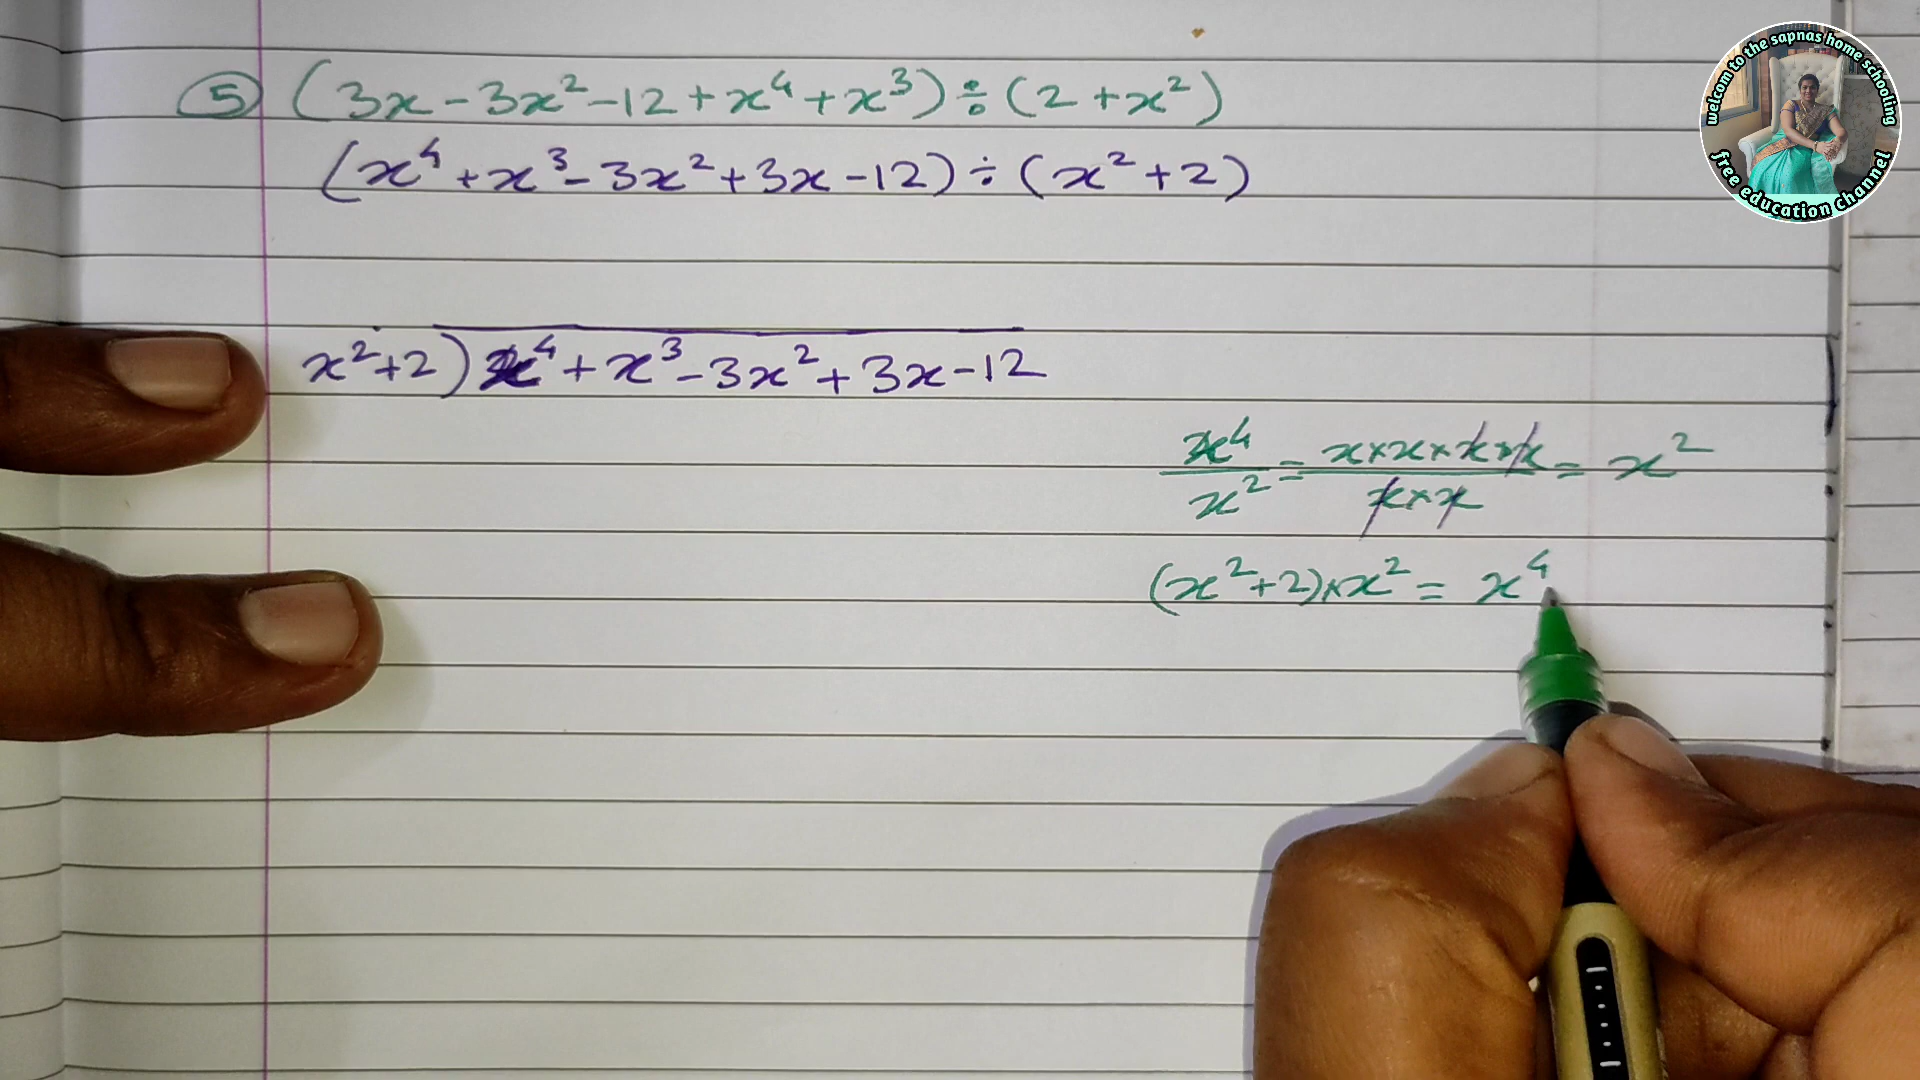 welcom to the sapnas home schooling
free education channel
⑤ (3x - 3x² - 12 + x⁴ + x³) ÷ (2 + x²)
(x⁴ + x³ - 3x² + 3x - 12) ÷ (x² + 2)
x² + 2 ) x⁴ + x³ - 3x² + 3x - 12
x⁴/x² = x × x × x × x / x × x = x²
(x² + 2) × x² = x⁴